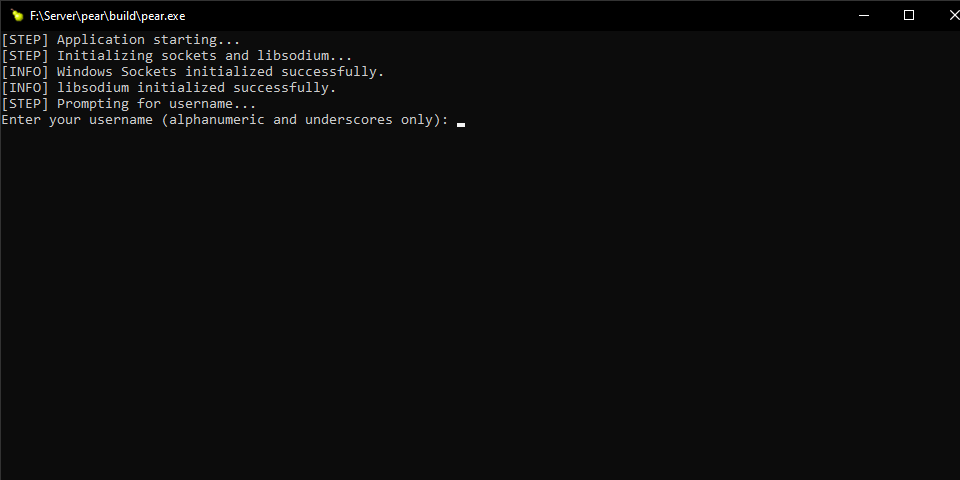 F:\Server\pear\build\pear.exe
[STEP] Application starting...
[STEP] Initializing sockets and libsodium...
[INFO] Windows Sockets initialized successfully.
[INFO] libsodium initialized successfully.
[STEP] Prompting for username...
Enter your username (alphanumeric and underscores only):